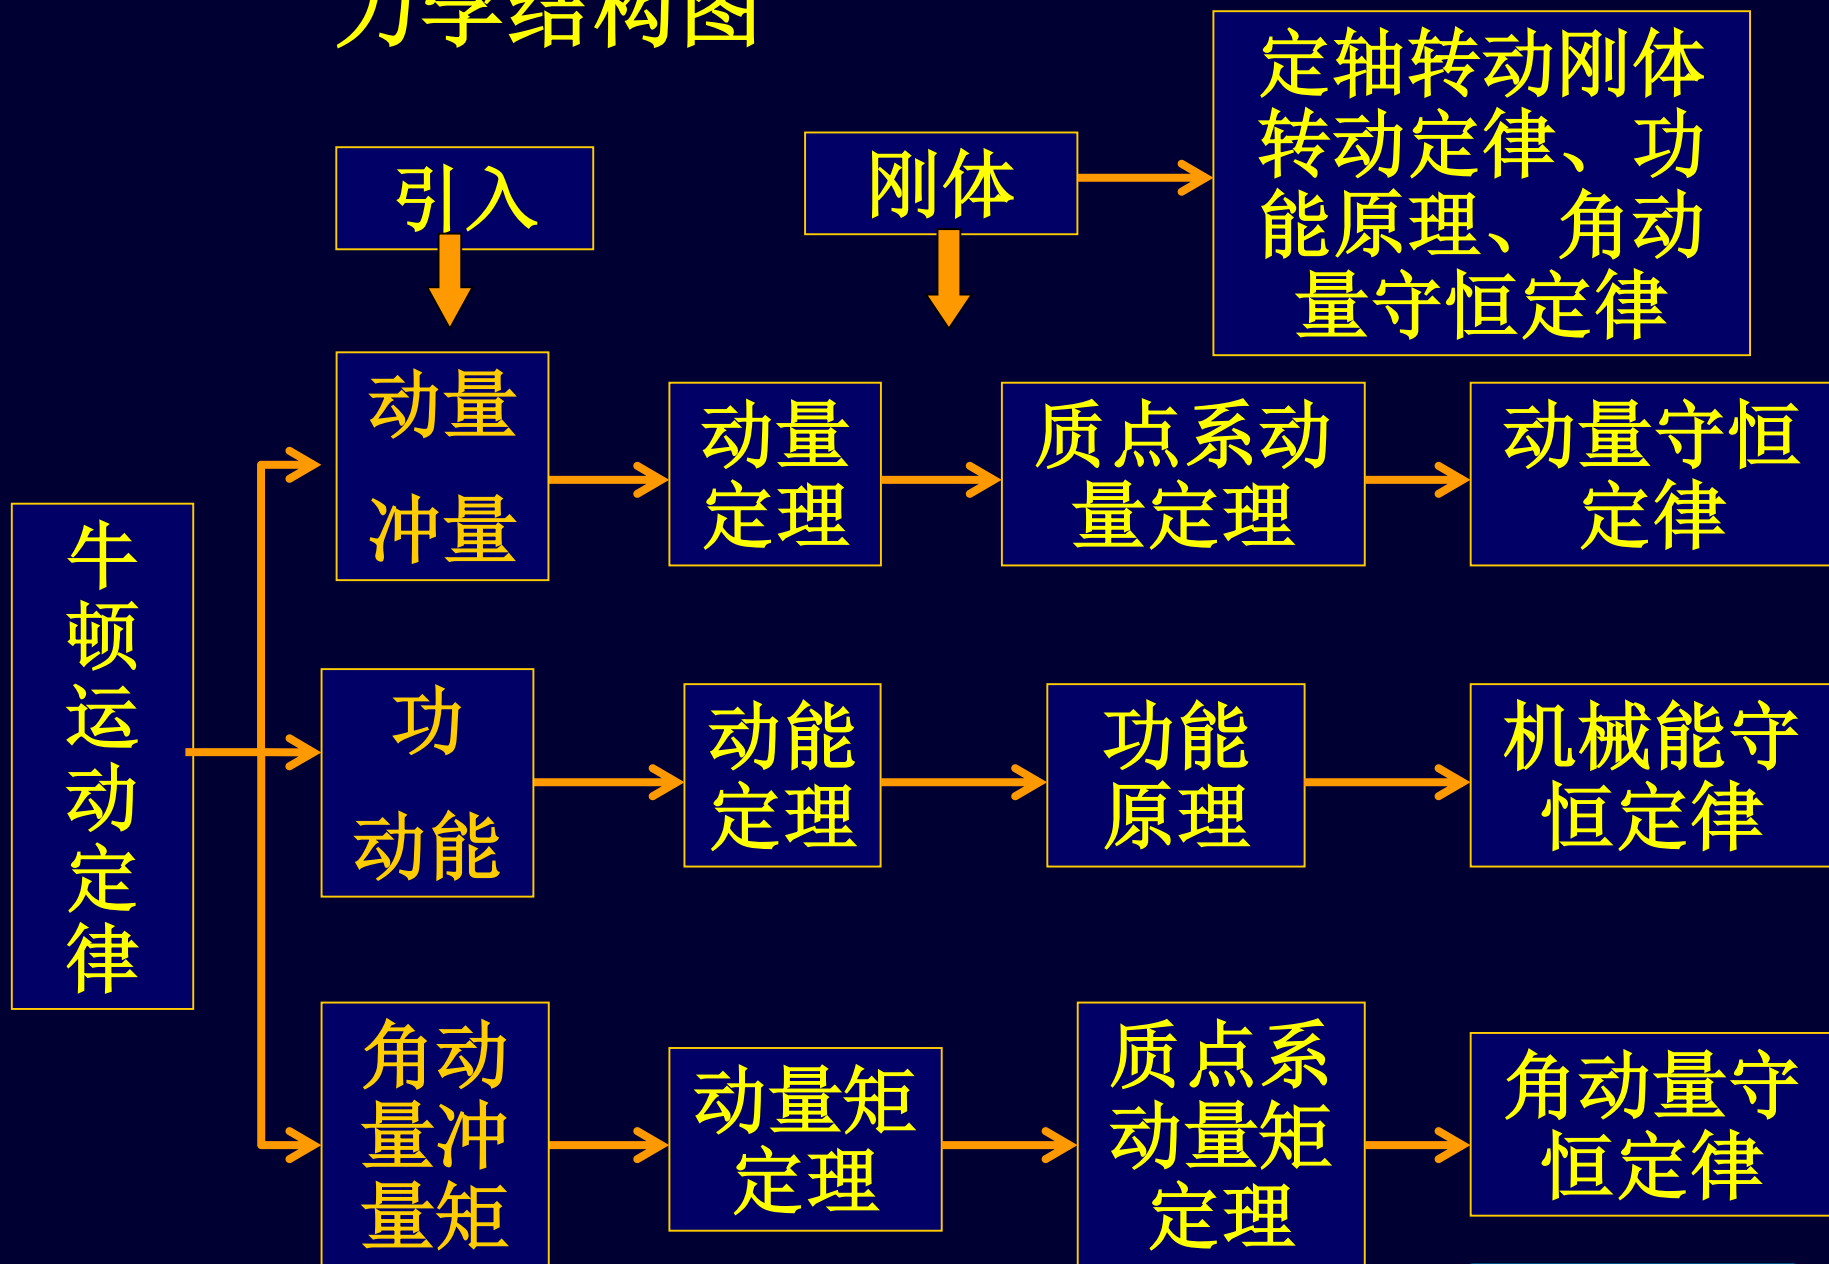 力学结构图
引入
刚体
定轴转动刚体
转动定律、功
能原理、角动
量守恒定律
牛
顿
运
动
定
律
动量
冲量
动量
定理
质点系动
量定理
动量守恒
定律
功
动能
动能
定理
功能
原理
机械能守
恒定律
角动
量冲
量矩
动量矩
定理
质点系
动量矩
定理
角动量守
恒定律